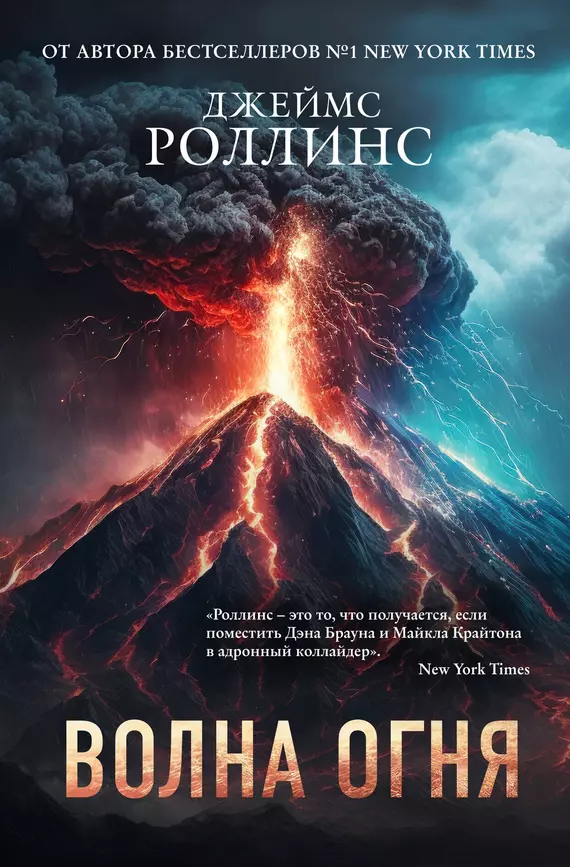 ОТ АВТОРА БЕСТСЕЛЛЕРОВ №1 NEW YORK TIMES
ДЖЕЙМС
РОЛЛИНС
«Роллинс – это то, что получается, если
поместить Дэна Брауна и Майкла Крайтона
в адронный коллайдер».
New York Times
ВОЛНА ОГНЯ